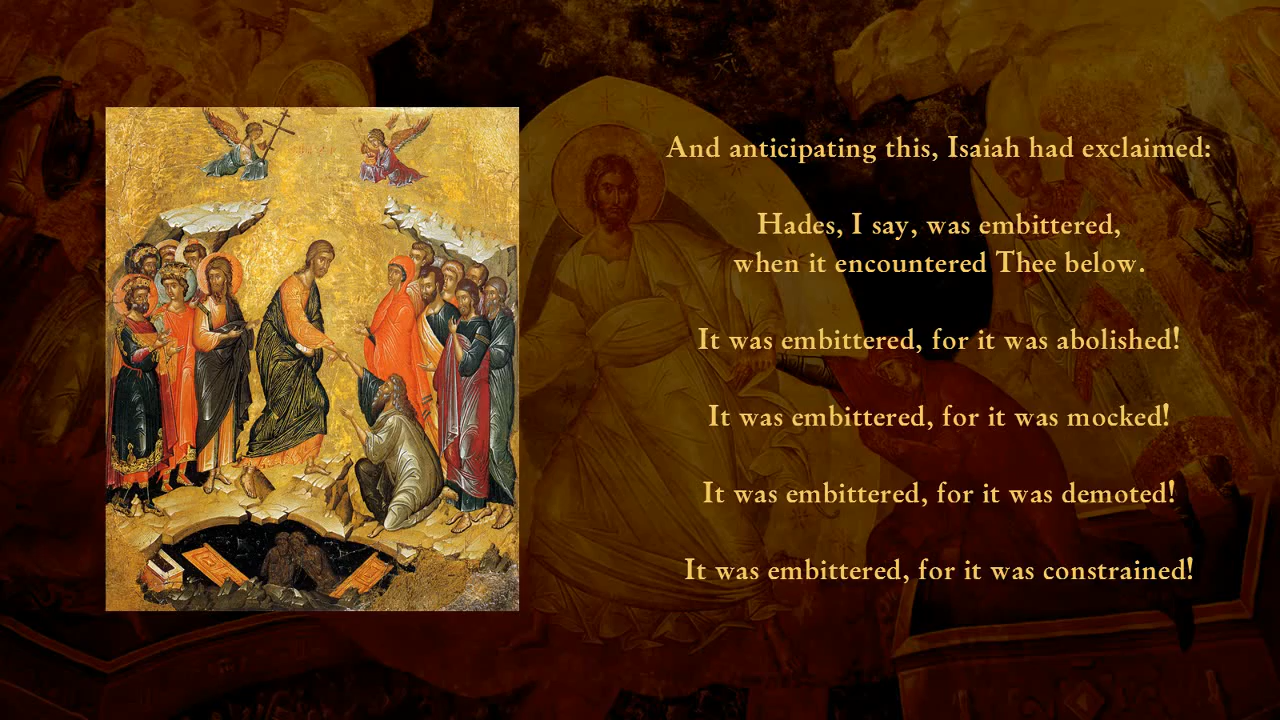 And anticipating this, Isaiah had exclaimed:
Hades, I say, was embittered,
when it encountered Thee below.
It was embittered, for it was abolished!
It was embittered, for it was mocked!
It was embittered, for it was demoted!
It was embittered, for it was constrained!